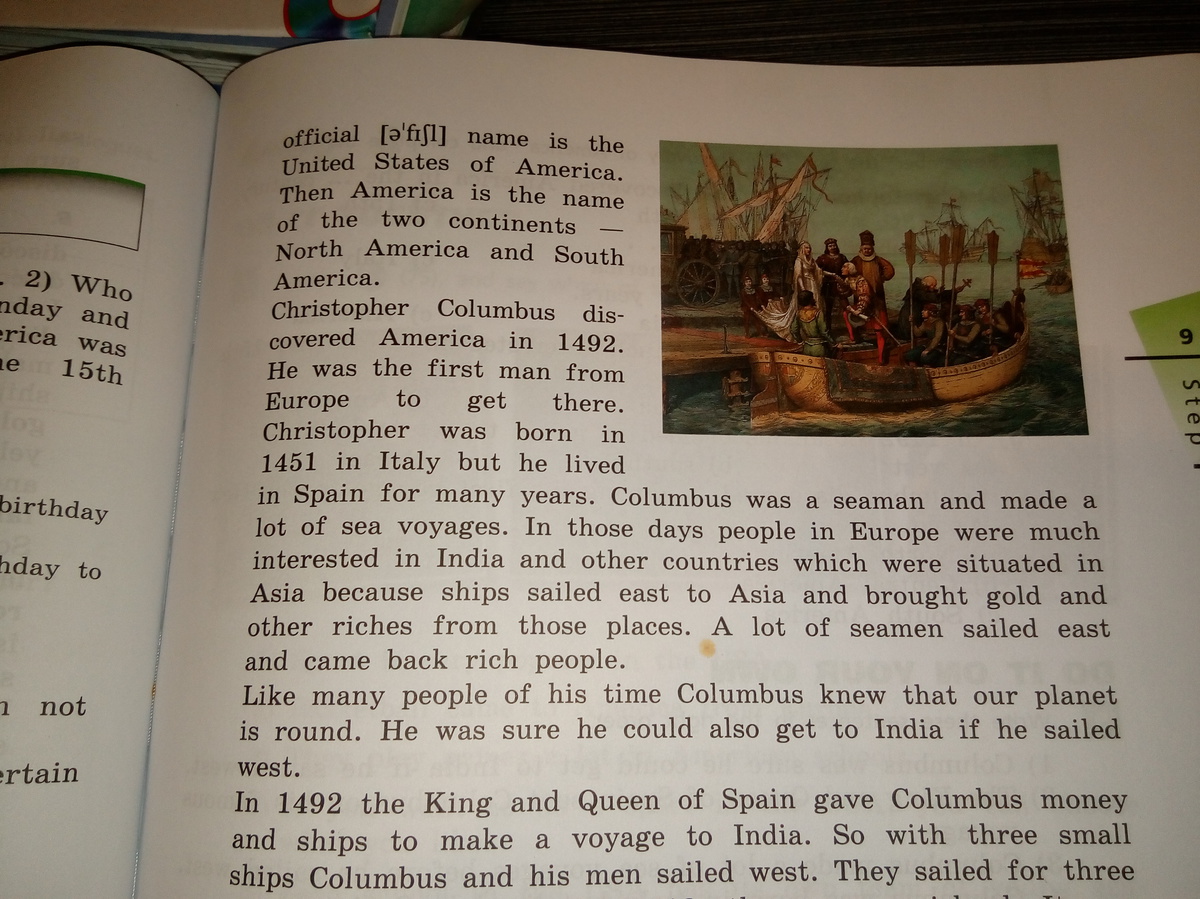 . 2) Who
nday and
erica was
15th
birthday
hday to
not
ertain
official [ə'fɪʃl] name is the
United States of America.
Then America is the name
of the two continents —
North America and South
America.
Christopher Columbus dis-
covered America in 1492.
He was the first man from
Europe to get there.
Christopher was born in
1451 in Italy but he lived
in Spain for many years. Columbus was a seaman and made a
lot of sea voyages. In those days people in Europe were much
interested in India and other countries which were situated in
Asia because ships sailed east to Asia and brought gold and
other riches from those places. A lot of seamen sailed east
and came back rich people.
Like many people of his time Columbus knew that our planet
is round. He was sure he could also get to India if he sailed
west.
In 1492 the King and Queen of Spain gave Columbus money
and ships to make a voyage to India. So with three small
ships Columbus and his men sailed west. They sailed for three
9
Step 1